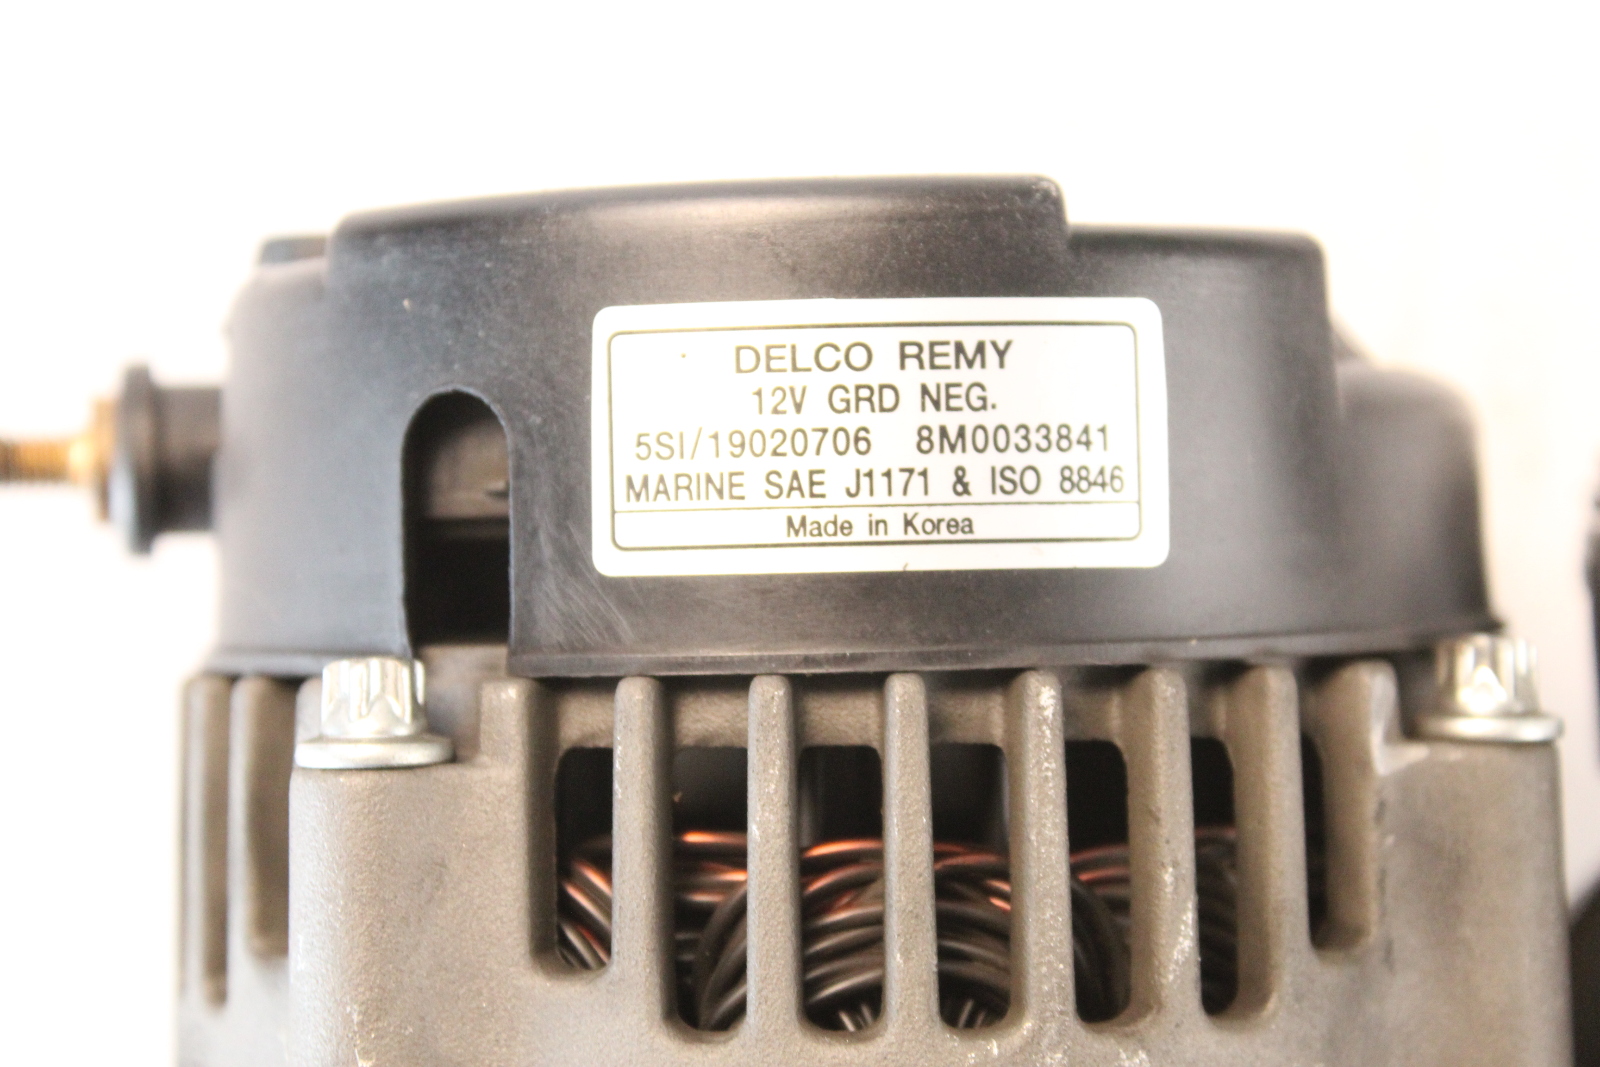 DELCO REMY
12V GRD NEG.
5SI/19020706 8M0033841
MARINE SAE J1171 & ISO 8846
Made in Korea